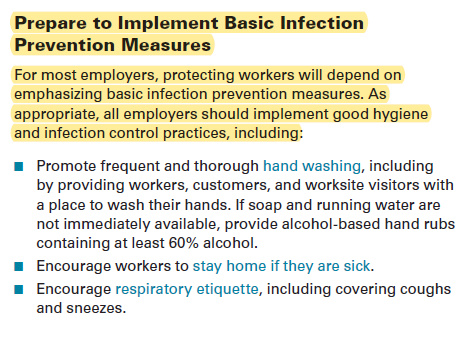 Prepare to Implement Basic Infection
Prevention Measures
For most employers, protecting workers will depend on
emphasizing basic infection prevention measures. As
appropriate, all employers should implement good hygiene
and infection control practices, including:
■ Promote frequent and thorough hand washing, including
by providing workers, customers, and worksite visitors with
a place to wash their hands. If soap and running water are
not immediately available, provide alcohol-based hand rubs
containing at least 60% alcohol.
■ Encourage workers to stay home if they are sick.
■ Encourage respiratory etiquette, including covering coughs
and sneezes.